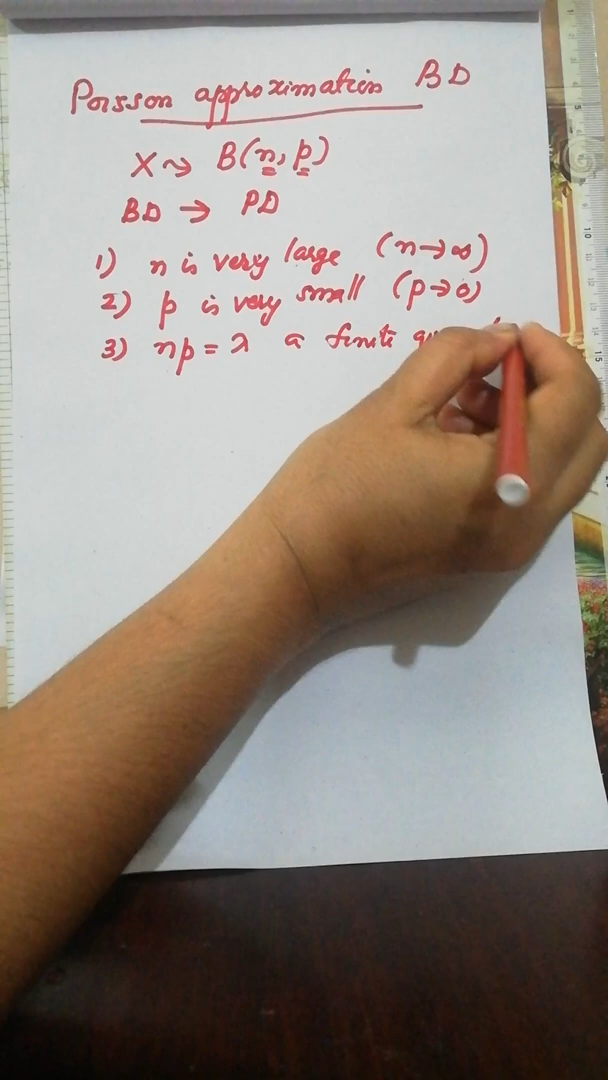 Poisson approximation BD
X ~> B(n, p)
BD → PD
1) n is very large (n→∞)
2) p is very small (p→0)
3) np = λ a finite